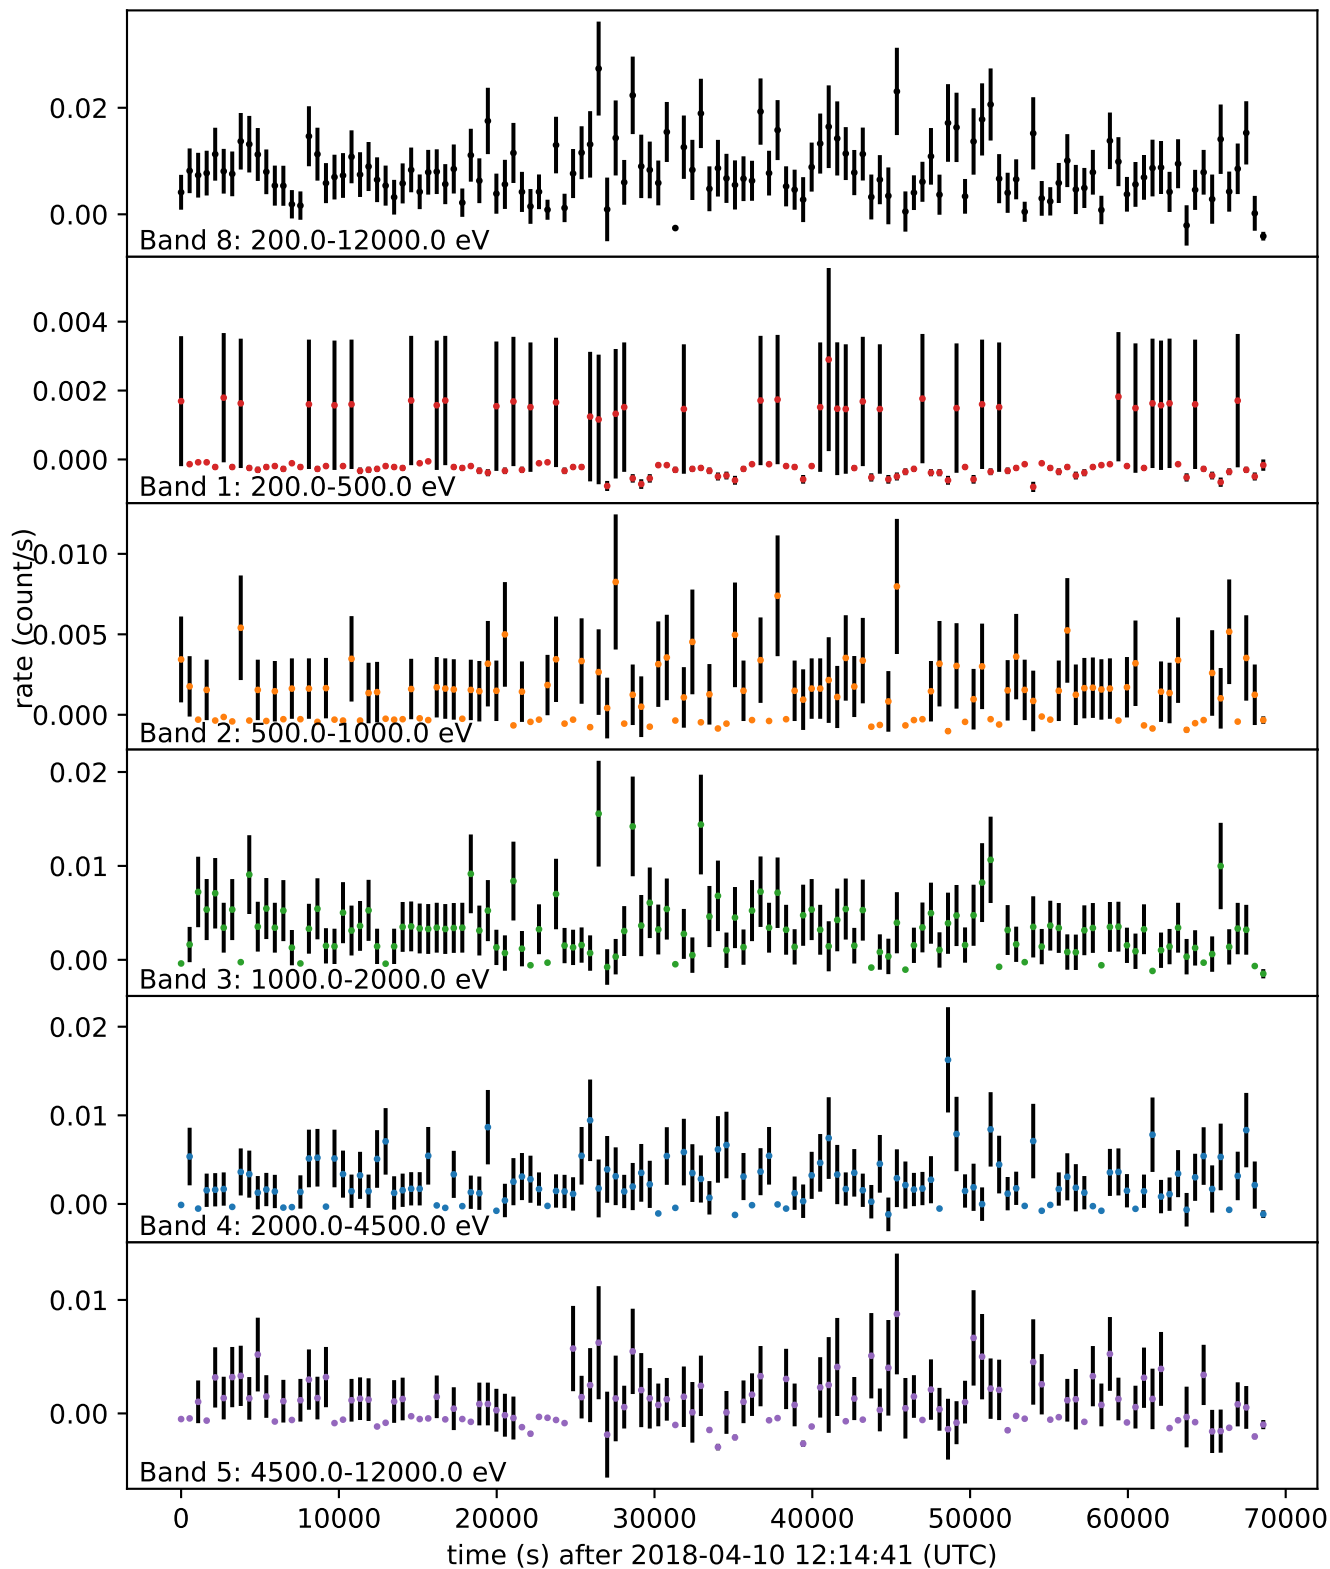 0.02
0.00
Band 8: 200.0-12000.0 eV
0.004
0.002
0.000
Band 1: 200.0-500.0 eV
rate (count/s)
0.010
0.005
0.000
Band 2: 500.0-1000.0 eV
0.02
0.01
0.00
Band 3: 1000.0-2000.0 eV
0.02
0.01
0.00
Band 4: 2000.0-4500.0 eV
0.01
0.00
Band 5: 4500.0-12000.0 eV
0 10000 20000 30000 40000 50000 60000 70000
time (s) after 2018-04-10 12:14:41 (UTC)